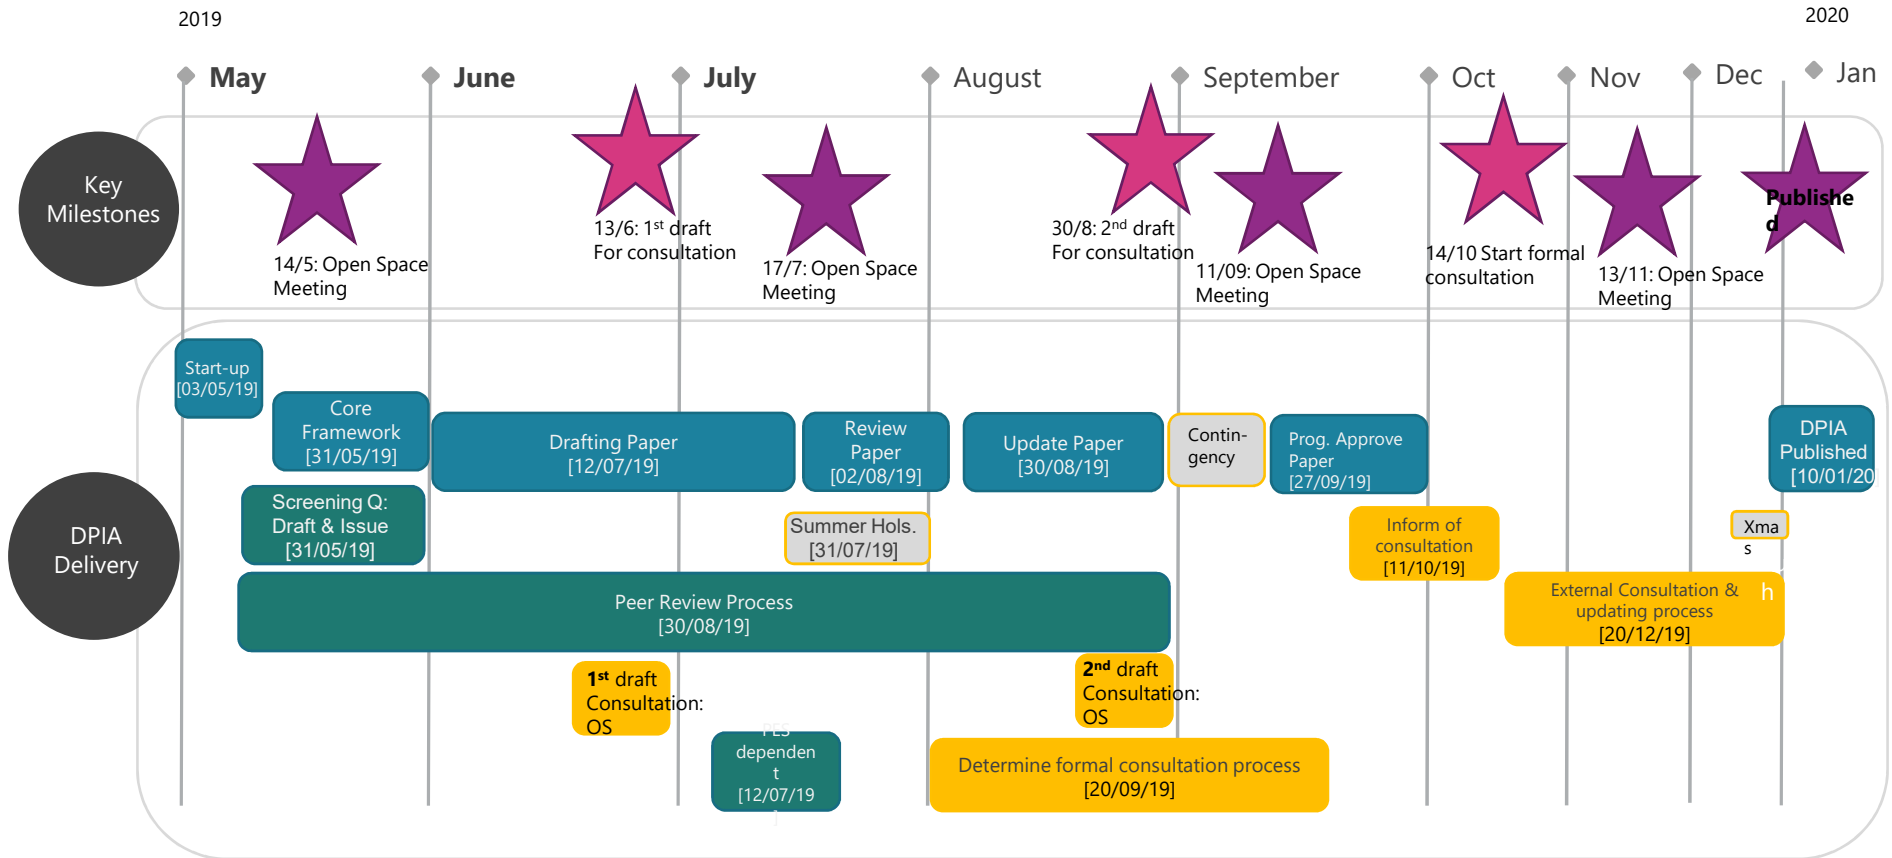 2019
2020
May
June
July
August
September
Oct
Nov
Dec
Jan
Key
Milestones
14/5: Open Space
Meeting
13/6: 1st draft
For consultation
17/7: Open Space
Meeting
30/8: 2nd draft
For consultation
11/09: Open Space
Meeting
14/10 Start formal
consultation
13/11: Open Space
Meeting
Publishe
d
DPIA
Delivery
Start-up
[03/05/19]
Core
Framework
[31/05/19]
Drafting Paper
[12/07/19]
Review
Paper
[02/08/19]
Update Paper
[30/08/19]
Contin-
gency
Prog. Approve
Paper
[27/09/19]
DPIA
Published
[10/01/20]
Screening Q:
Draft & Issue
[31/05/19]
Summer Hols.
[31/07/19]
Inform of
consultation
[11/10/19]
Xma
s
Peer Review Process
[30/08/19]
External Consultation &
updating process
[20/12/19]
h
1st draft
Consultation:
OS
2nd draft
Consultation:
OS
PES
dependen
t
[12/07/19
]
Determine formal consultation process
[20/09/19]